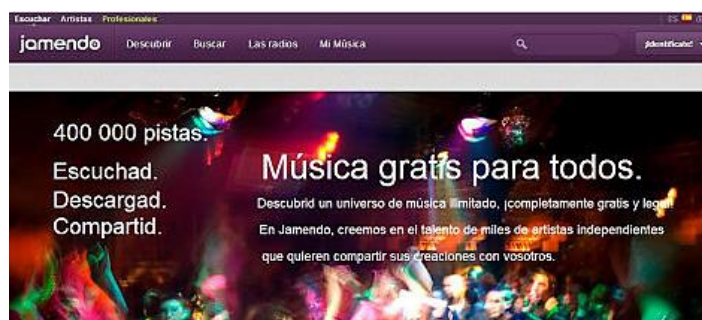 Escuchar Artistas Profesionales ES
jamendo Descubrir Buscar Las radios Mi Música ¡Identifícate!
400 000 pistas.
Escuchad.
Descargad.
Compartid.
Música gratis para todos.
Descubrid un universo de música ilimitado, ¡completamente gratis y legal!
En Jamendo, creemos en el talento de miles de artistas independientes
que quieren compartir sus creaciones con vosotros.